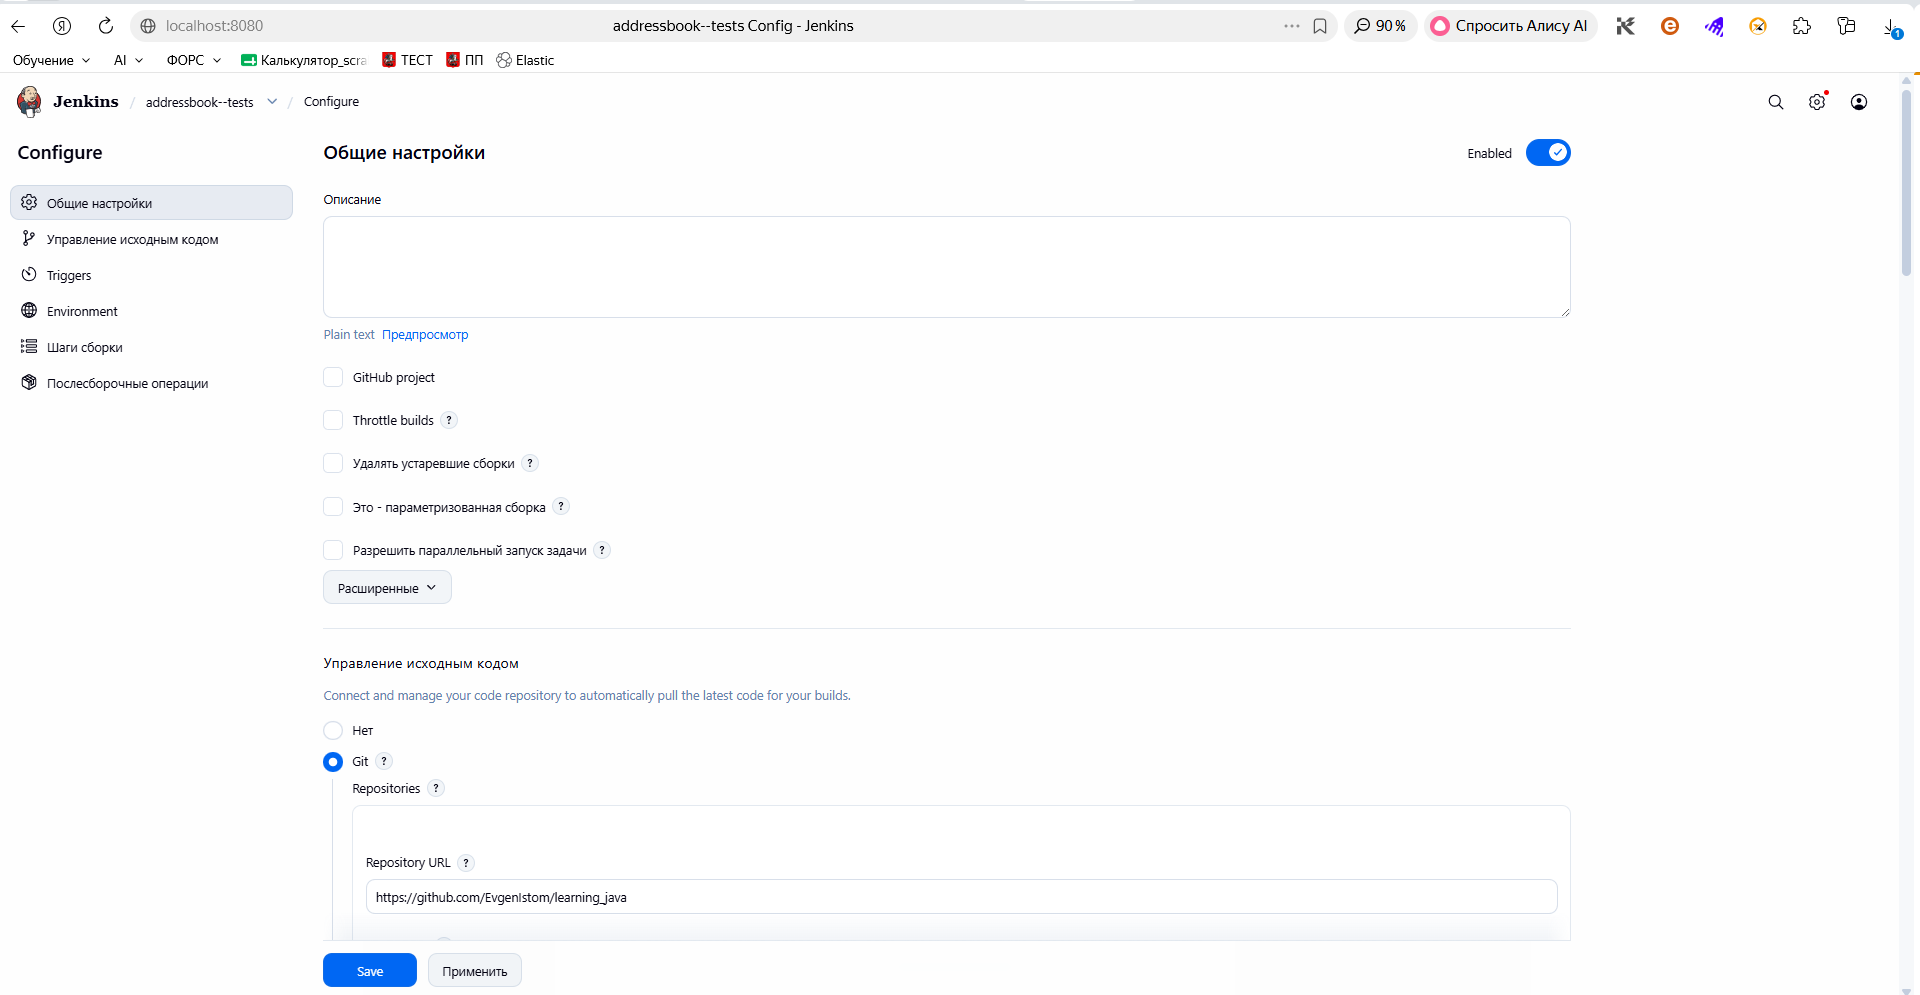 localhost:8080
addressbook--tests Config - Jenkins
90 %
Спросить Алису AI
1
Обучение
AI
ФОРС
Калькулятор_scra
ТЕСТ
ПП
Elastic
Jenkins / addressbook--tests / Configure
Configure
Общие настройки
Управление исходным кодом
Triggers
Environment
Шаги сборки
Послесборочные операции
Общие настройки
Enabled
Описание
Plain text Предпросмотр
GitHub project
Throttle builds ?
Удалять устаревшие сборки ?
Это - параметризованная сборка ?
Разрешить параллельный запуск задачи ?
Расширенные
Управление исходным кодом
Connect and manage your code repository to automatically pull the latest code for your builds.
Нет
Git ?
Repositories ?
Repository URL ?
https://github.com/EvgenIstom/learning_java
Save
Применить